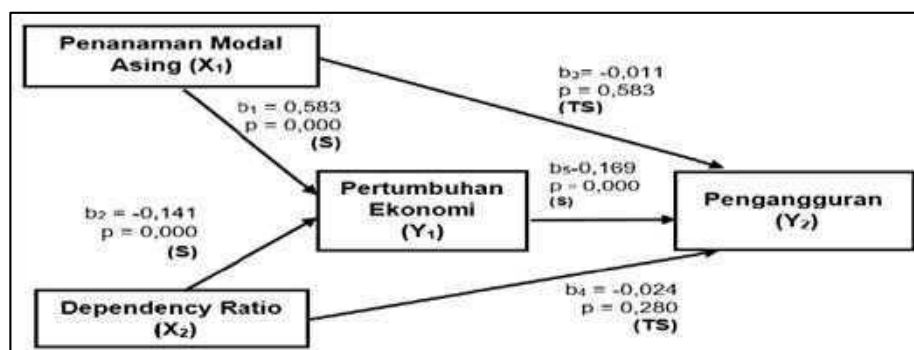 Penanaman Modal
Asing (X₁)
b₃= -0,011
p = 0,583
(TS)
b₁ = 0,583
p = 0,000
(S)
b₅-0,169
p = 0,000
(S)
Pertumbuhan
Ekonomi
(Y₁)
Pengangguran
(Y₂)
b₂ = -0,141
p = 0,000
(S)
b₄= -0,024
p = 0,280
(TS)
Dependency Ratio
(X₂)